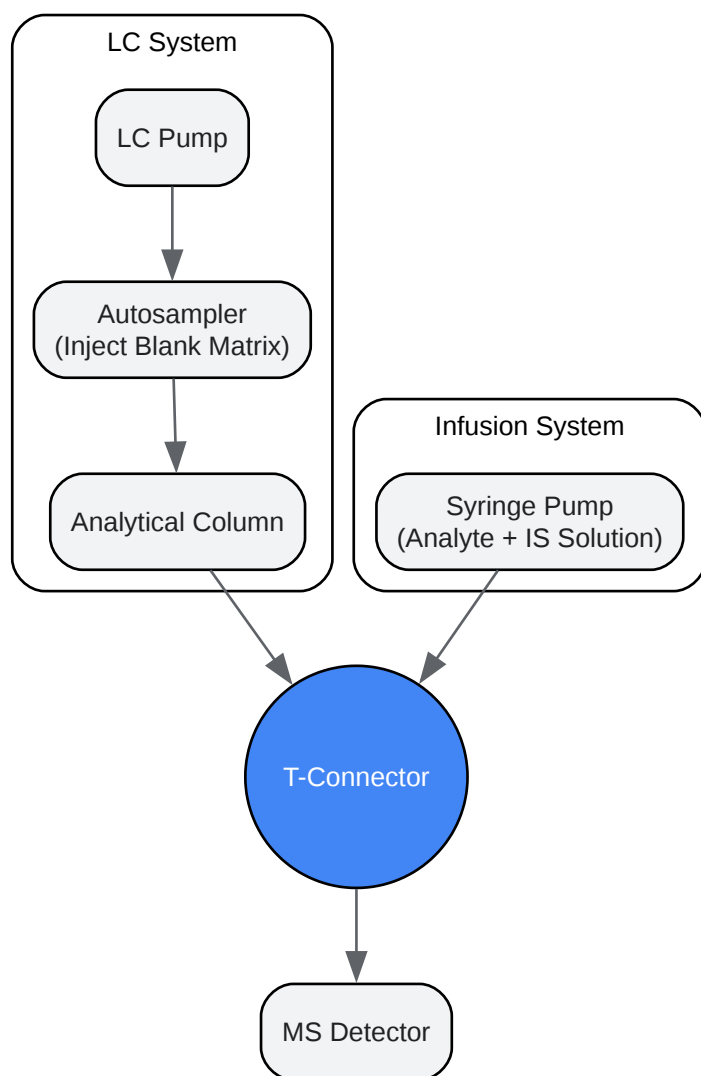 LC System
LC Pump
Autosampler
(Inject Blank Matrix)
Analytical Column
Infusion System
Syringe Pump
(Analyte + IS Solution)
T-Connector
MS Detector